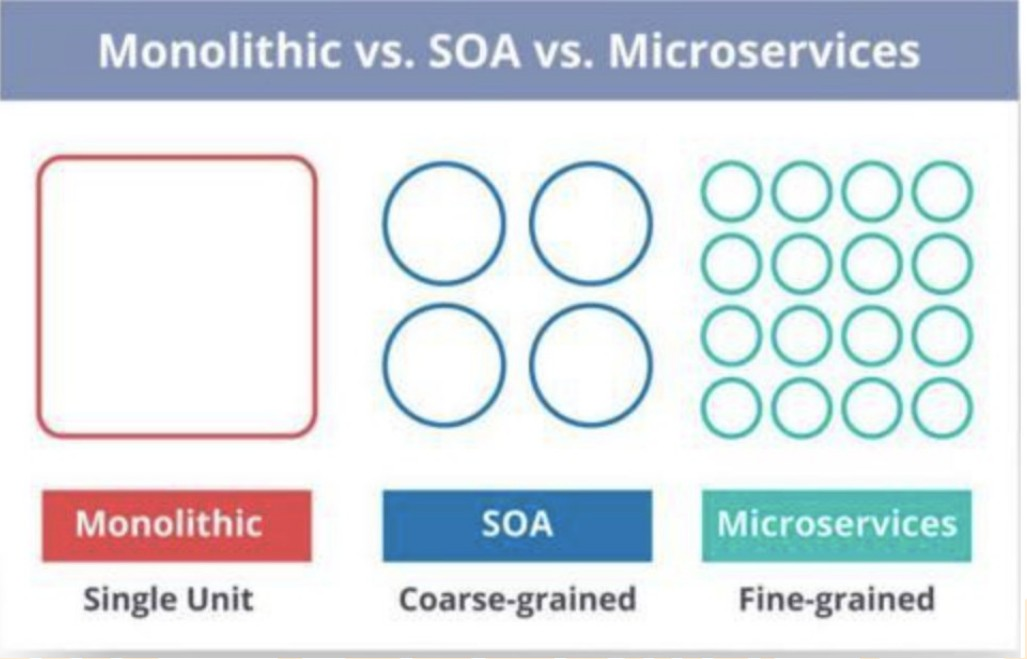 Monolithic vs. SOA vs. Microservices
Monolithic
SOA
Microservices
Single Unit
Coarse-grained
Fine-grained